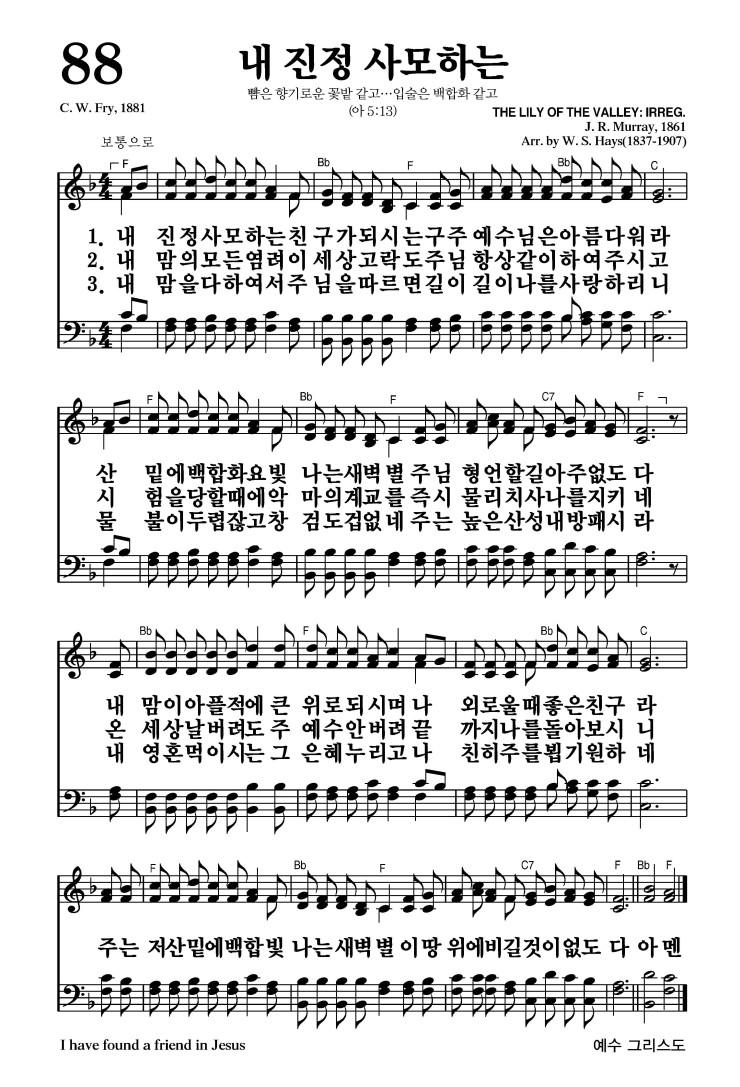 88
내 진정 사모하는
뺨은 향기로운 꽃밭 같고…입술은 백합화 같고
(아 5:13)
C. W. Fry, 1881
THE LILY OF THE VALLEY: IRREG.
J. R. Murray, 1861
Arr. by W. S. Hays(1837-1907)
보통으로
F Bb F Bb C
1. 내 진정사모하는친 구가되시는구주 예수님은아름다워라
2. 내 맘의모든염려이 세상고락도주님 항상같이하여주시고
3. 내 맘을다하여서주 님을따르면길이 길이나를사랑하리니
F Bb F C7 F
산 밑에백합화요빛 나는새벽별주님 형언할길아주없도다
시 험을당할때에악 마의계교를즉시 물리치사나를지키네
물 불이두렵잖고창 검도겁없네주는 높은산성내방패시라
Bb F Bb C
내 맘이아플적에큰 위로되시며나 외로울때좋은친구라
온 세상날버려도주 예수안버려끝 까지나를돌아보시니
내 영혼먹이시는그 은혜누리고나 친히주를뵙기원하네
F Bb F C7 F Bb F
주는 저산밑에백합빛 나는새벽별이땅 위에비길것이없도다아멘
I have found a friend in Jesus
예수 그리스도